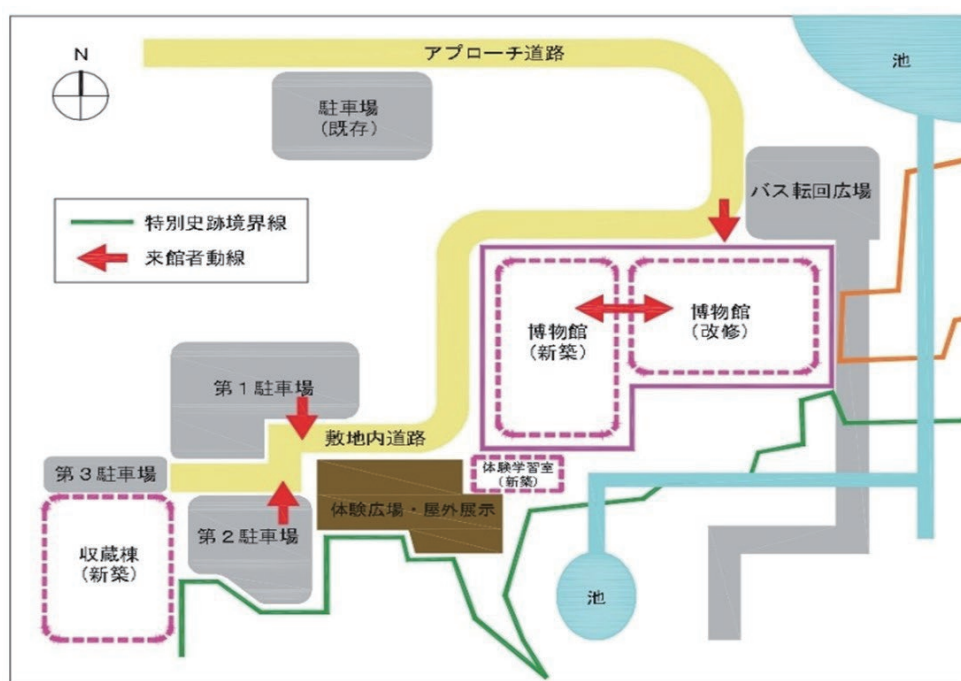 アプローチ道路
池
N
駐車場
(既存)
バス転回広場
特別史跡境界線
来館者動線
博物館
(新築)
博物館
(改修)
第1駐車場
敷地内道路
第3駐車場
体験学習室
(新築)
体験広場・屋外展示
第2駐車場
収蔵棟
(新築)
池